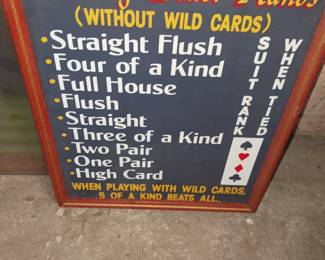 Hands
(WITHOUT WILD CARDS)
• Straight Flush
• Four of a Kind
• Full House
• Flush
• Straight
• Three of a Kind
• Two Pair
• One Pair
• High Card
WHEN TIED
SUIT RANK
WHEN PLAYING WITH WILD CARDS,
5 OF A KIND BEATS ALL.